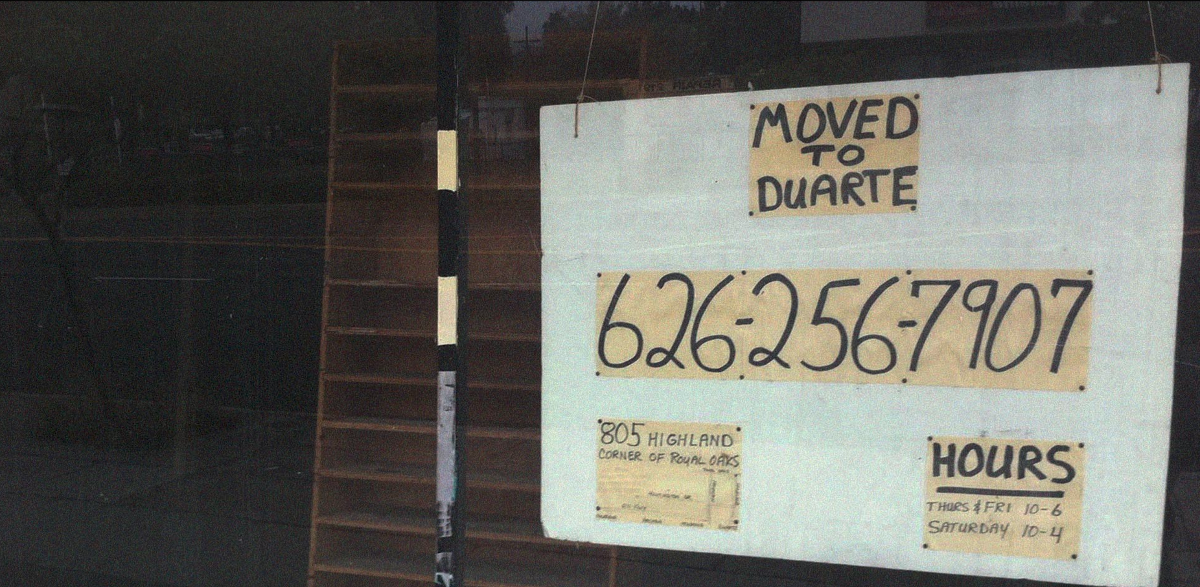 MOVED
TO
DUARTE
626-256-7907
805 HIGHLAND
CORNER OF ROYAL OAKS
HOURS
THURS & FRI 10-6
SATURDAY 10-4